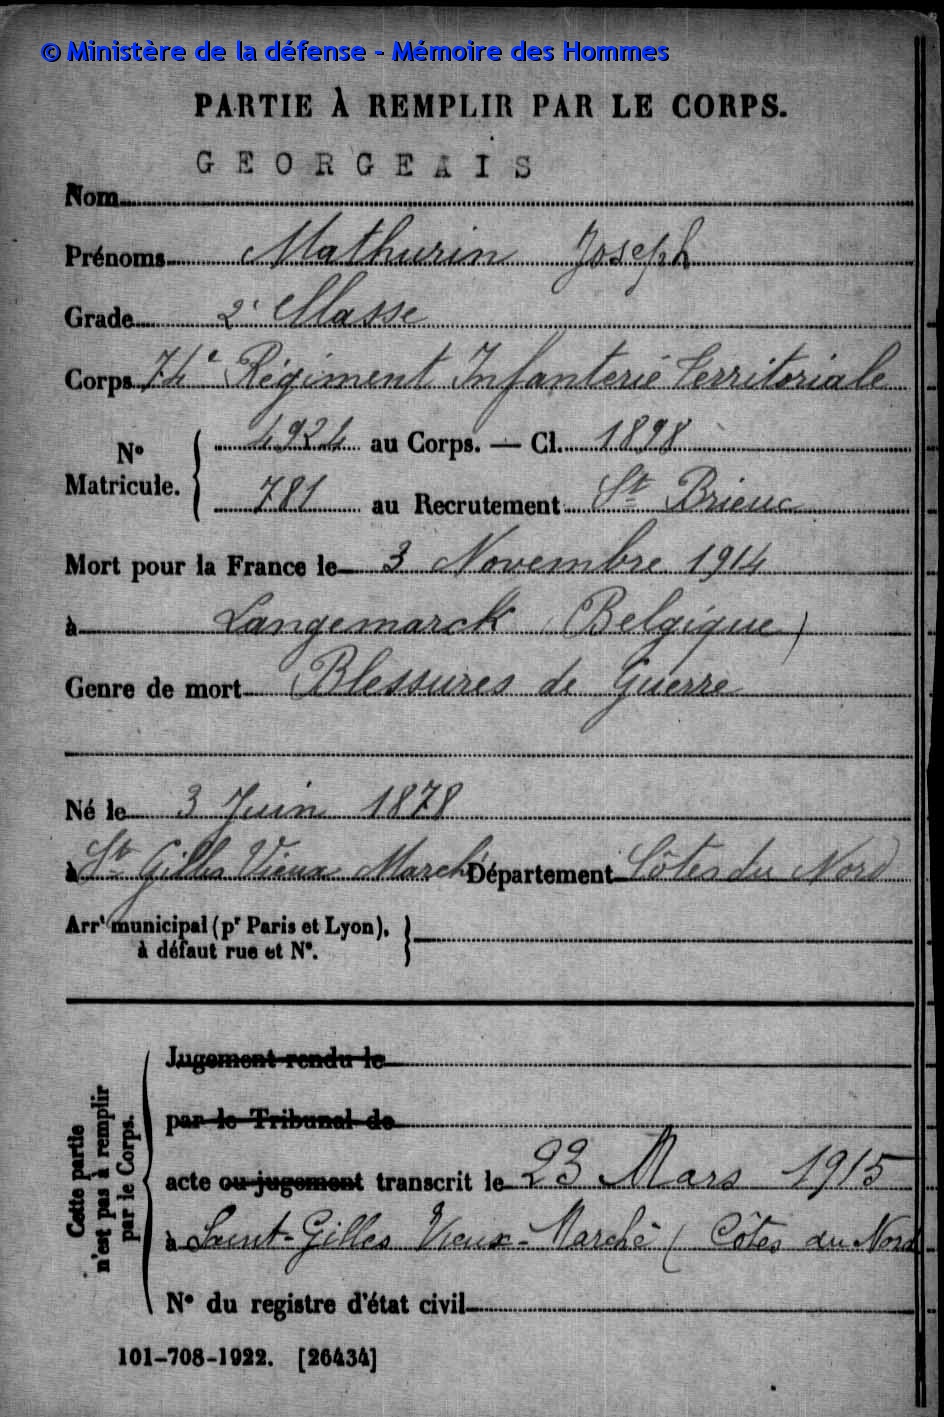 © Ministère de la défense - Mémoire des Hommes
PARTIE À REMPLIR PAR LE CORPS.
GEORGEAIS
Nom
Prénoms Mathurin Joseph
Grade 2e Classe
Corps 74e Régiment Infanterie Territoriale
No Matricule. { 4924 au Corps. — Cl. 1898
781 au Recrutement St Brieuc
Mort pour la France le 3 Novembre 1914
à Langemarck (Belgique)
Genre de mort Blessures de Guerre
Né le 3 Juin 1878
à St Gilles Vieux Marché Département Côtes du Nord
Arrt municipal (pr Paris et Lyon),
à défaut rue et No.
Cette partie
n'est pas à remplir
par le Corps.
Jugement rendu le
par le Tribunal de
acte ou jugement transcrit le 23 Mars 1915
à Saint-Gilles Vieux-Marché (Côtes du Nord
No du registre d'état civil
101-708-1922. [26434]